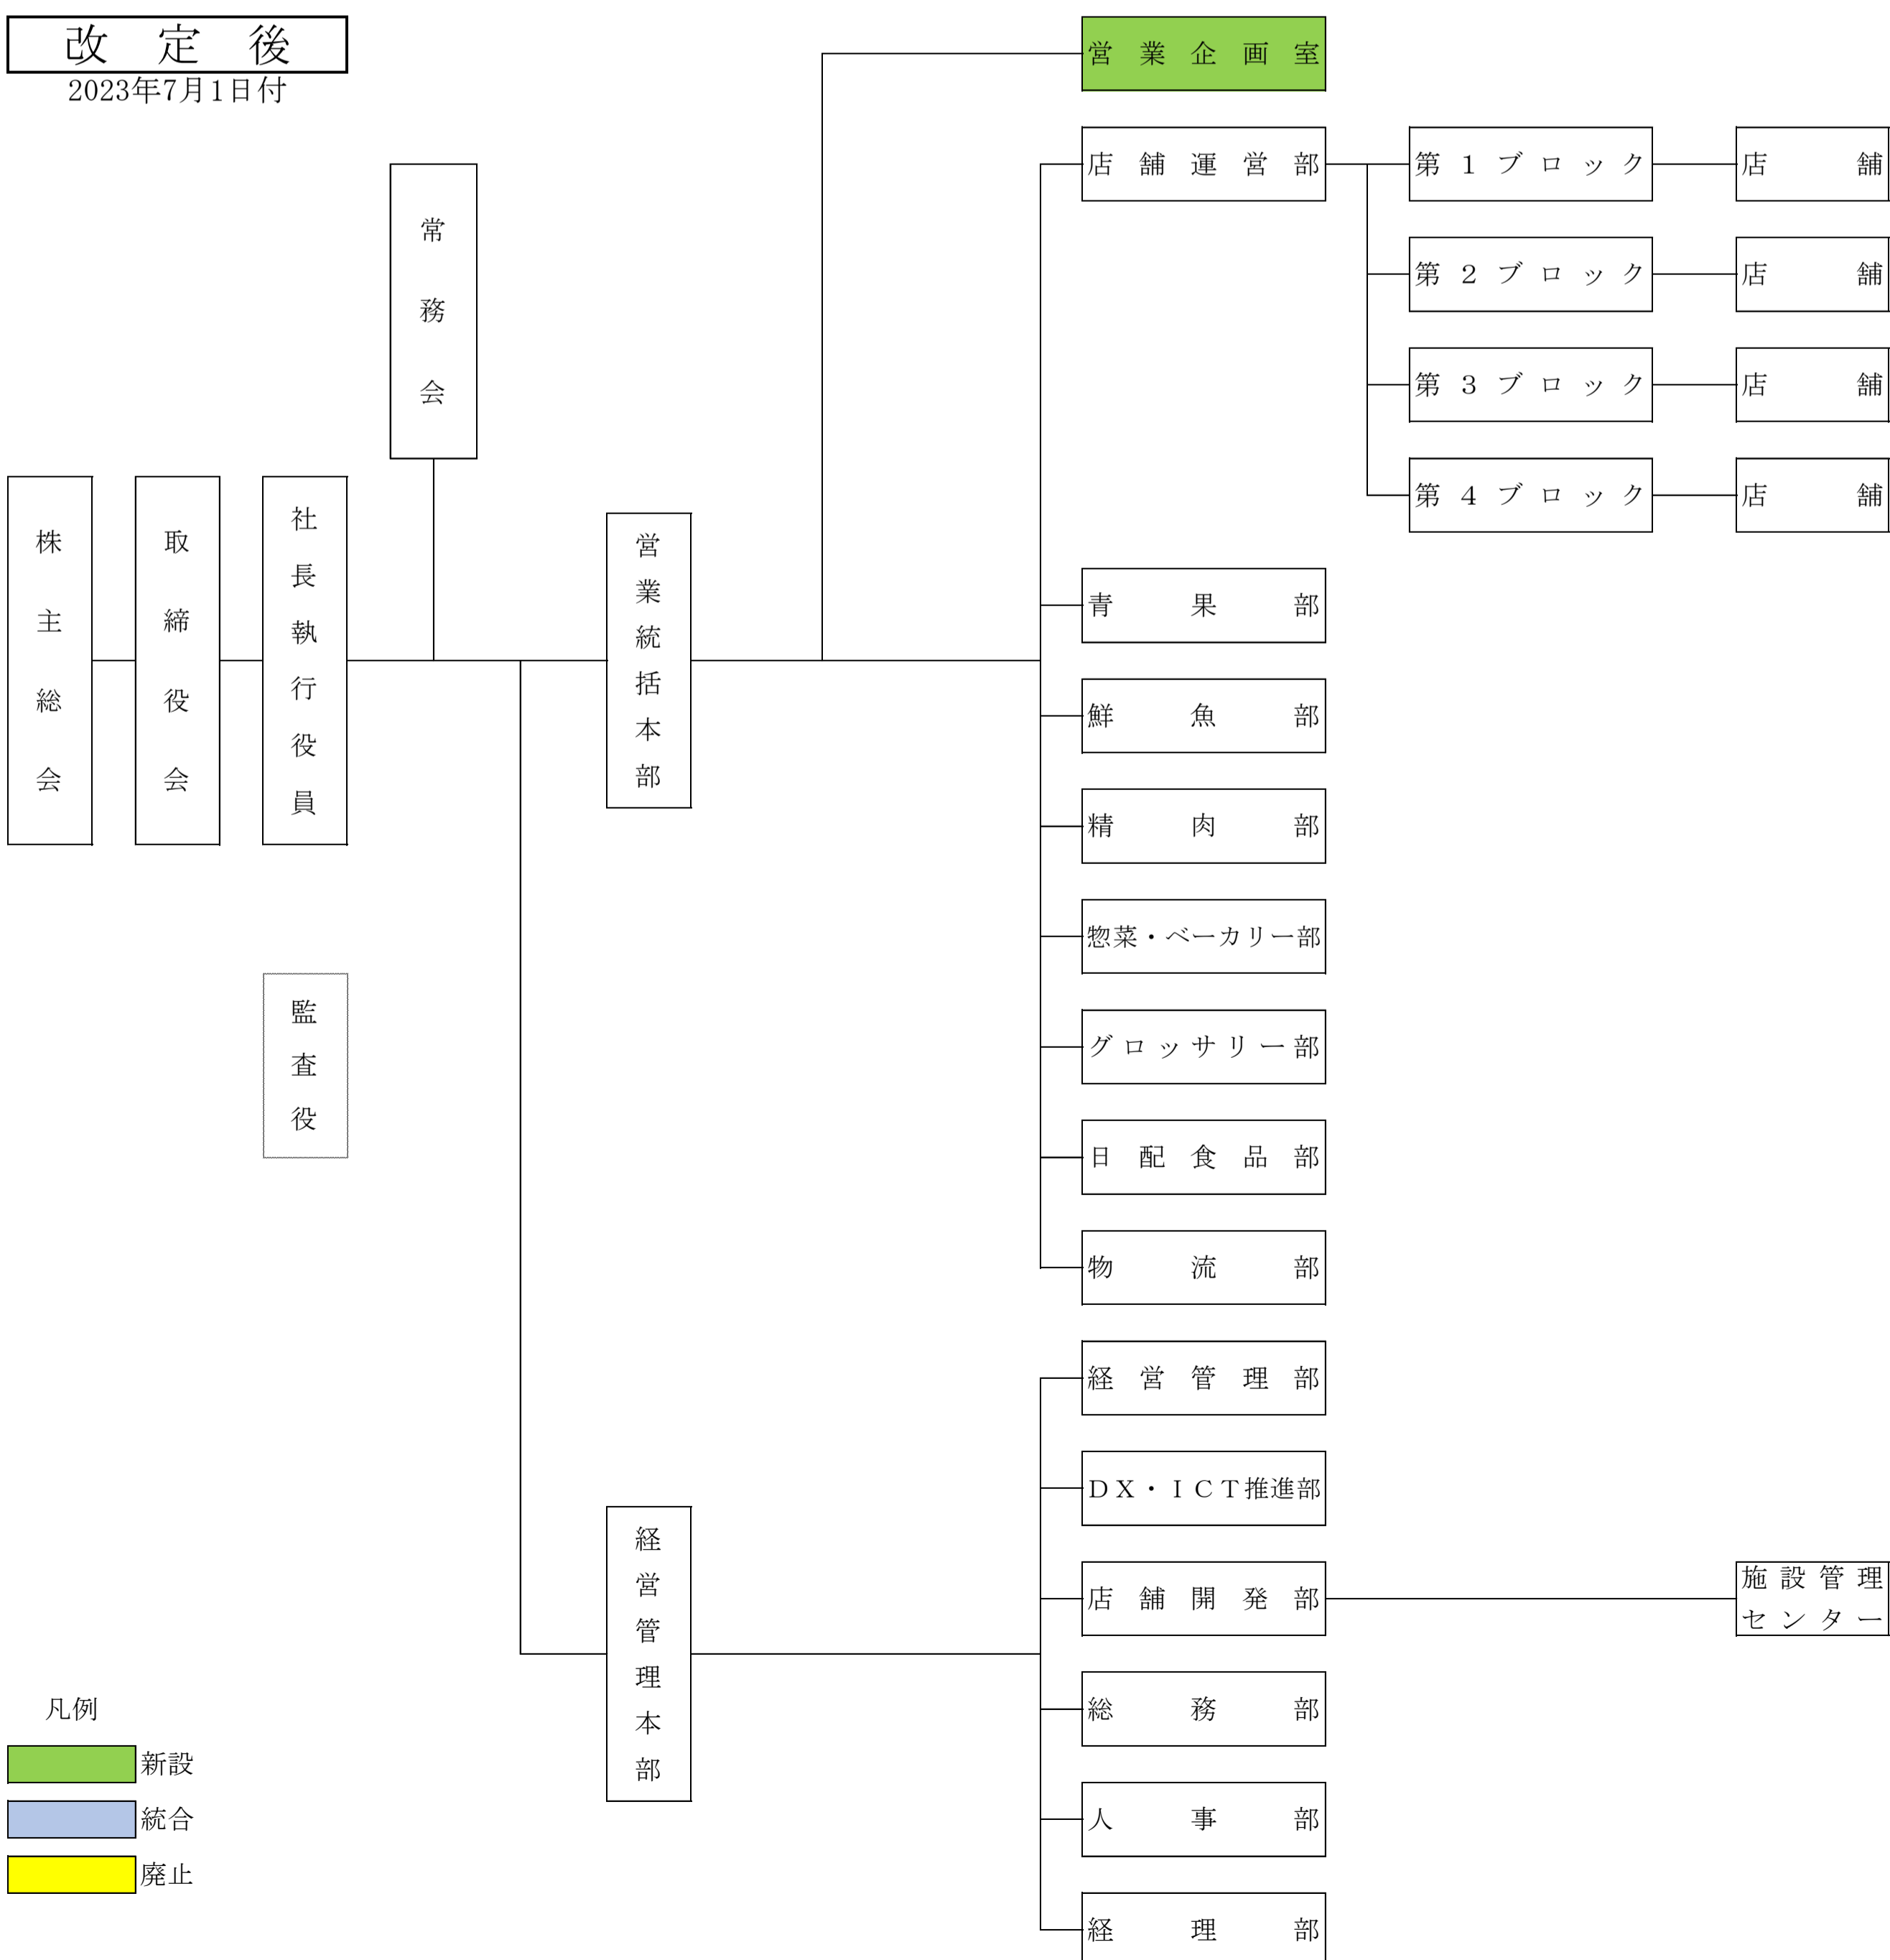 改定後
2023年7月1日付
営業企画室
店舗運営部
第１ブロック
店舗
第２ブロック
店舗
第３ブロック
店舗
第４ブロック
店舗
常務会
株主総会
取締役会
社長執行役員
監査役
営業統括本部
青果部
鮮魚部
精肉部
惣菜・ベーカリー部
グロッサリー部
日配食品部
物流部
経営管理本部
経営管理部
ＤＸ・ＩＣＴ推進部
店舗開発部
施設管理
センター
総務部
人事部
経理部
凡例
新設
統合
廃止